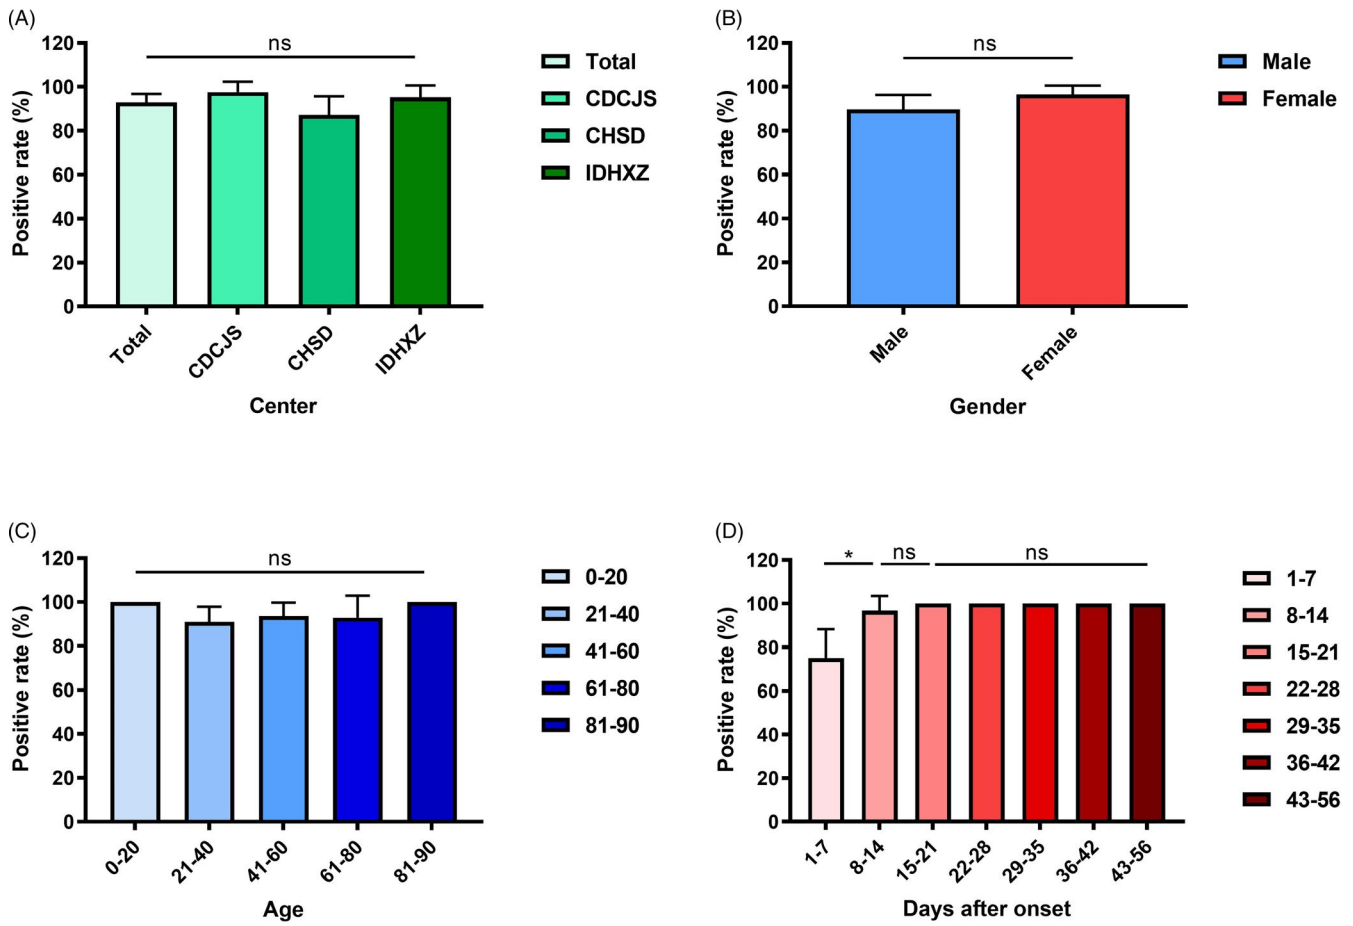 (A)
ns
120
100
80
60
40
20
0
Positive rate (%)
Total
CDCJS
CHSD
IDHXZ
Center
Total
CDCJS
CHSD
IDHXZ
(B)
ns
120
100
80
60
40
20
0
Positive rate (%)
Male
Female
Gender
Male
Female
(C)
ns
120
100
80
60
40
20
0
Positive rate (%)
0-20
21-40
41-60
61-80
81-90
Age
0-20
21-40
41-60
61-80
81-90
(D)
* ns ns
120
100
80
60
40
20
0
Positive rate (%)
1-7
8-14
15-21
22-28
29-35
36-42
43-56
Days after onset
1-7
8-14
15-21
22-28
29-35
36-42
43-56